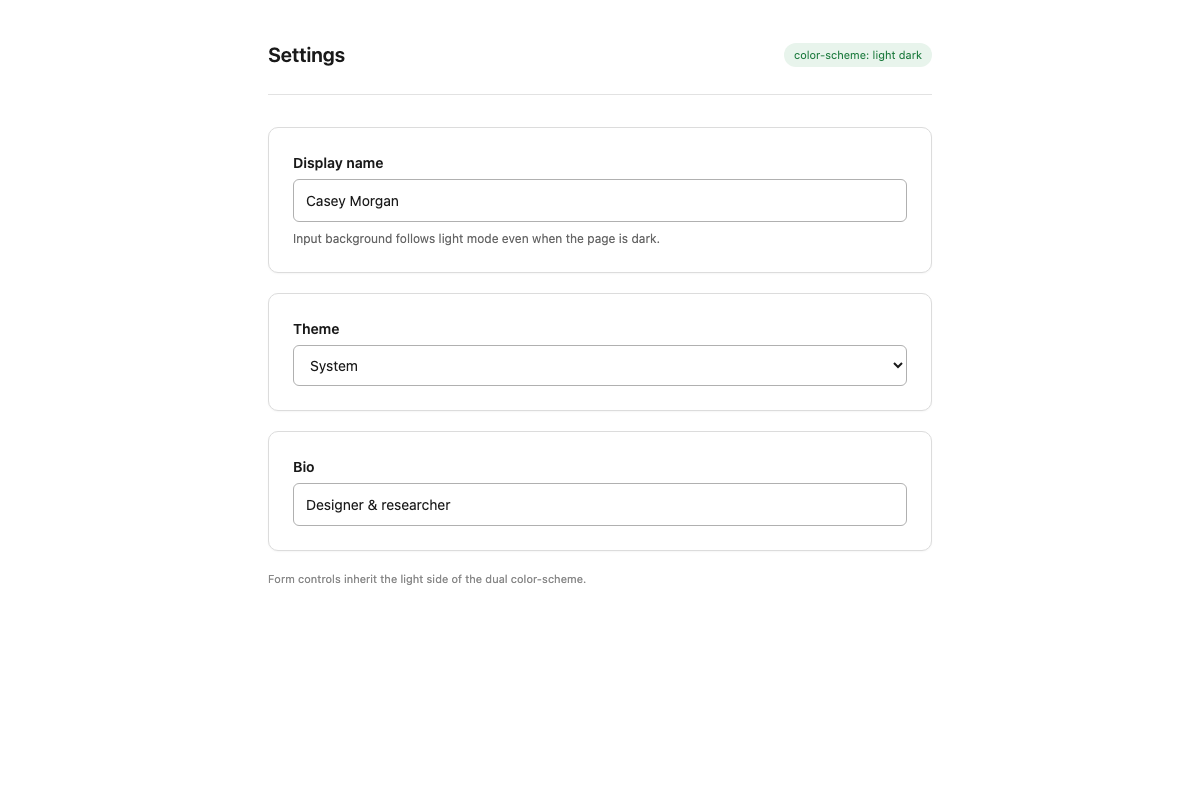 Settings
color-scheme: light dark
Display name
Casey Morgan
Input background follows light mode even when the page is dark.
Theme
System
Bio
Designer & researcher
Form controls inherit the light side of the dual color-scheme.